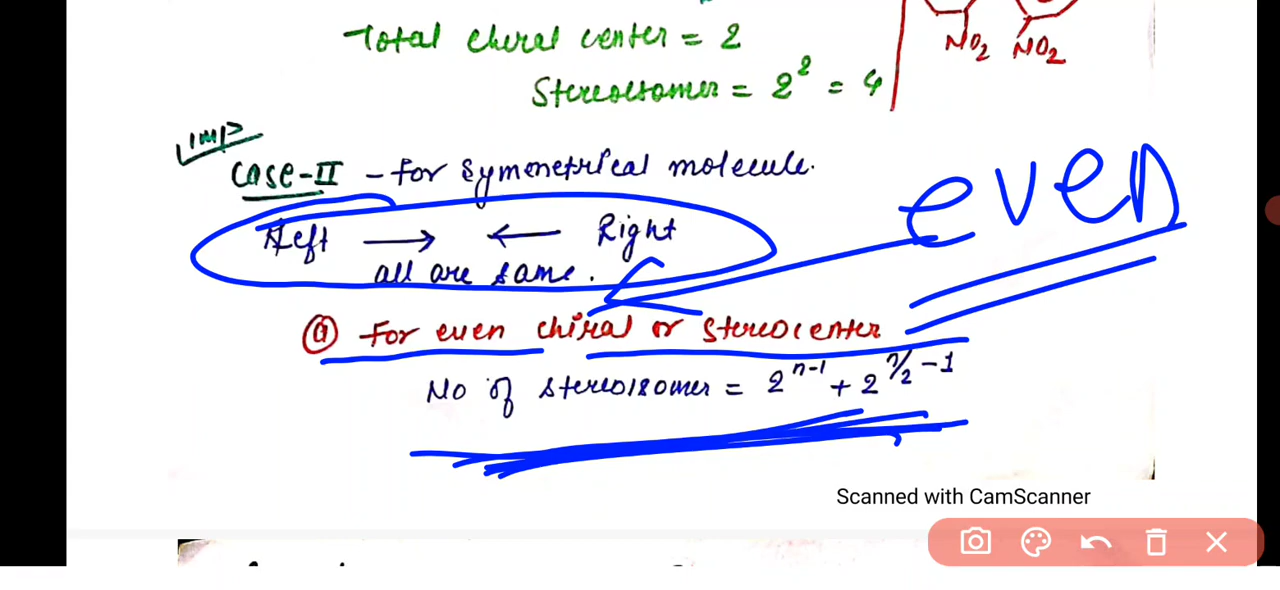 Total chiral center = 2
NO2 NO2
Stereoisomer = 2^2 = 4
IMP
Case-II - for symmetrical molecule.
even
Left → ← Right
all are same.
(a) For even chiral or stereocenter
No of stereoisomer = 2^n-1 + 2^n/2-1
Scanned with CamScanner